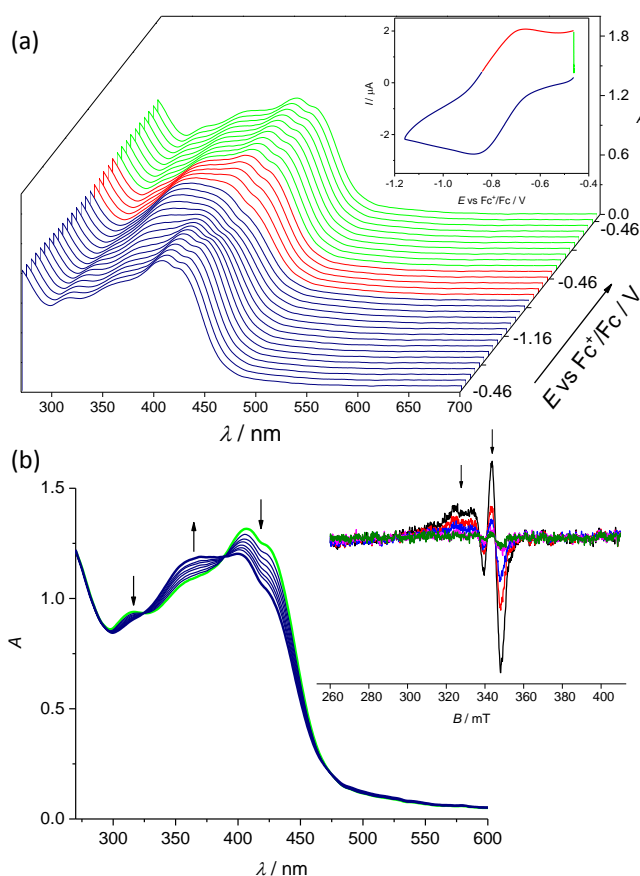 (a)
2
0
-2
I / μA
-1.2 -1.0 -0.8 -0.6 -0.4
E vs Fc⁺/Fc / V
1.8
1.2
0.6
0.0
-0.46
-0.46
-1.16
-0.46
E vs Fc⁺/Fc / V
300 350 400 450 500 550 600 650 700
λ / nm
(b)
1.5
1.0
0.5
0.0
A
300 350 400 450 500 550 600
λ / nm
260 280 300 320 340 360 380 400
B / mT